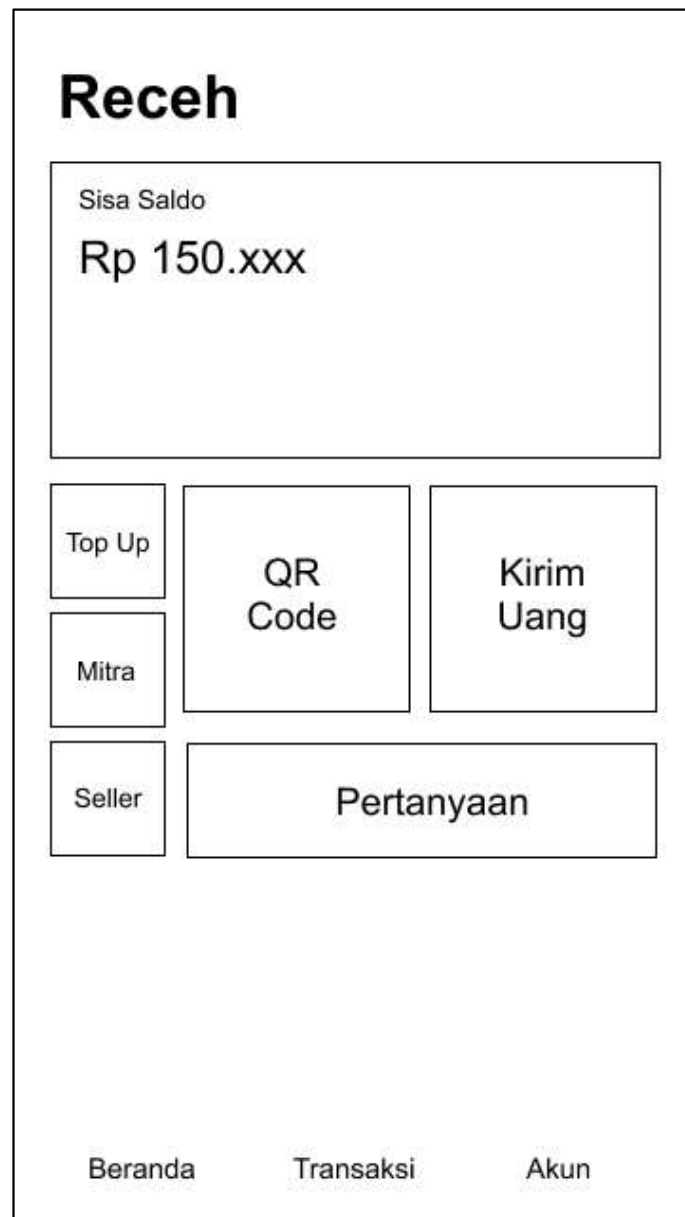 Receh
Sisa Saldo
Rp 150.xxx
Top Up
QR
Code
Kirim
Uang
Mitra
Seller
Pertanyaan
Beranda
Transaksi
Akun